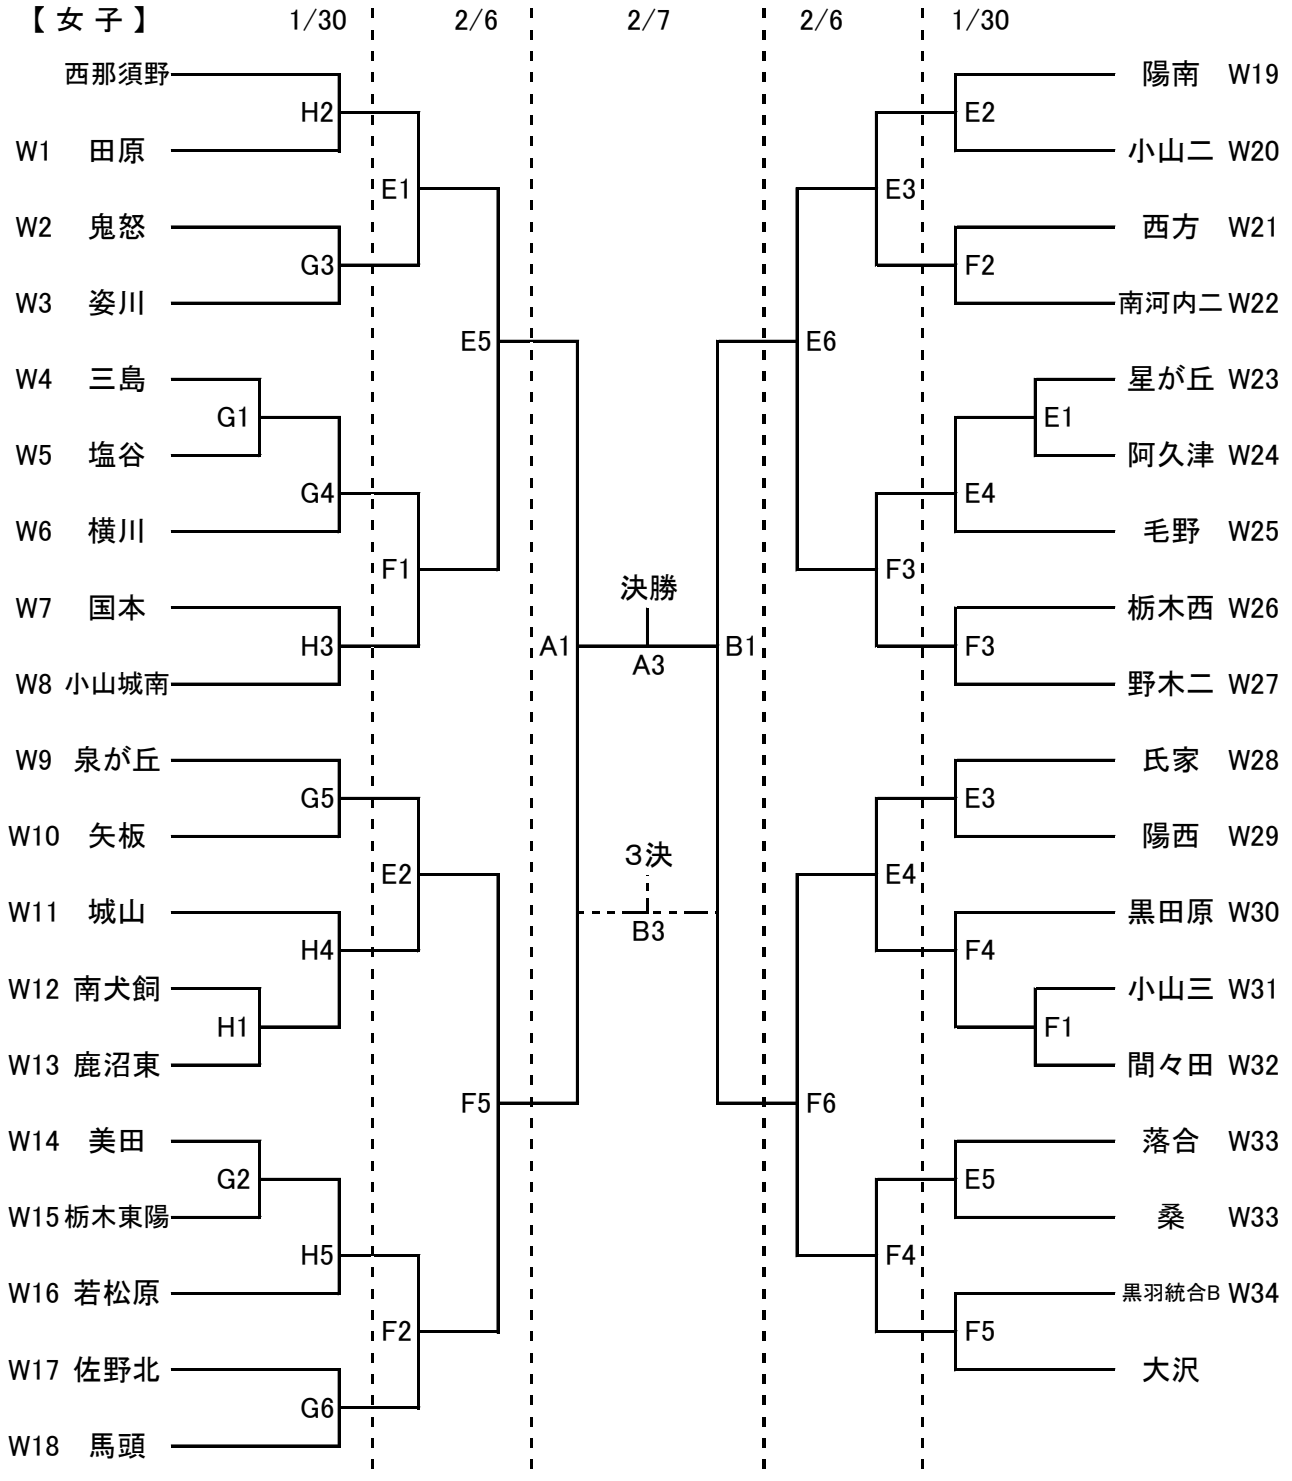 【 女 子 】 1/30 2/6 2/7 2/6 1/30
西那須野 陽南 W19
H2 E2
W1 田原 小山二 W20
E1 E3
W2 鬼怒 西方 W21
G3 F2
W3 姿川 南河内二 W22
E5 E6
W4 三島 星が丘 W23
G1 E1
W5 塩谷 阿久津 W24
G4 E4
W6 横川 毛野 W25
F1 決勝 F3
W7 国本 栃木西 W26
H3 A1 A3 B1 F3
W8 小山城南 野木二 W27
W9 泉が丘 氏家 W28
G5 E3
W10 矢板 陽西 W29
E2 3決 E4
W11 城山 黒田原 W30
H4 B3 F4
W12 南犬飼 小山三 W31
H1 F1
W13 鹿沼東 間々田 W32
F5 F6
W14 美田 落合 W33
G2 E5
W15 栃木東陽 桑 W33
H5 F4
W16 若松原 黒羽統合B W34
F2 F5
W17 佐野北 大沢
G6
W18 馬頭